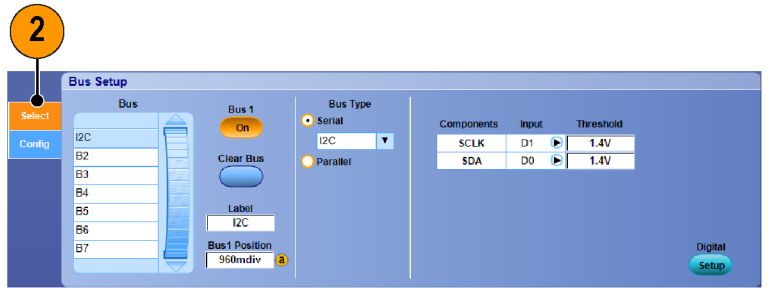 2
Bus Setup
Select
Config
Bus
I2C
B2
B3
B4
B5
B6
B7
Bus 1
On
Clear Bus
Label
I2C
Bus1 Position
960mdiv a
Bus Type
Serial
I2C
Parallel
Components Input Threshold
SCLK D1 1.4V
SDA D0 1.4V
Digital
Setup